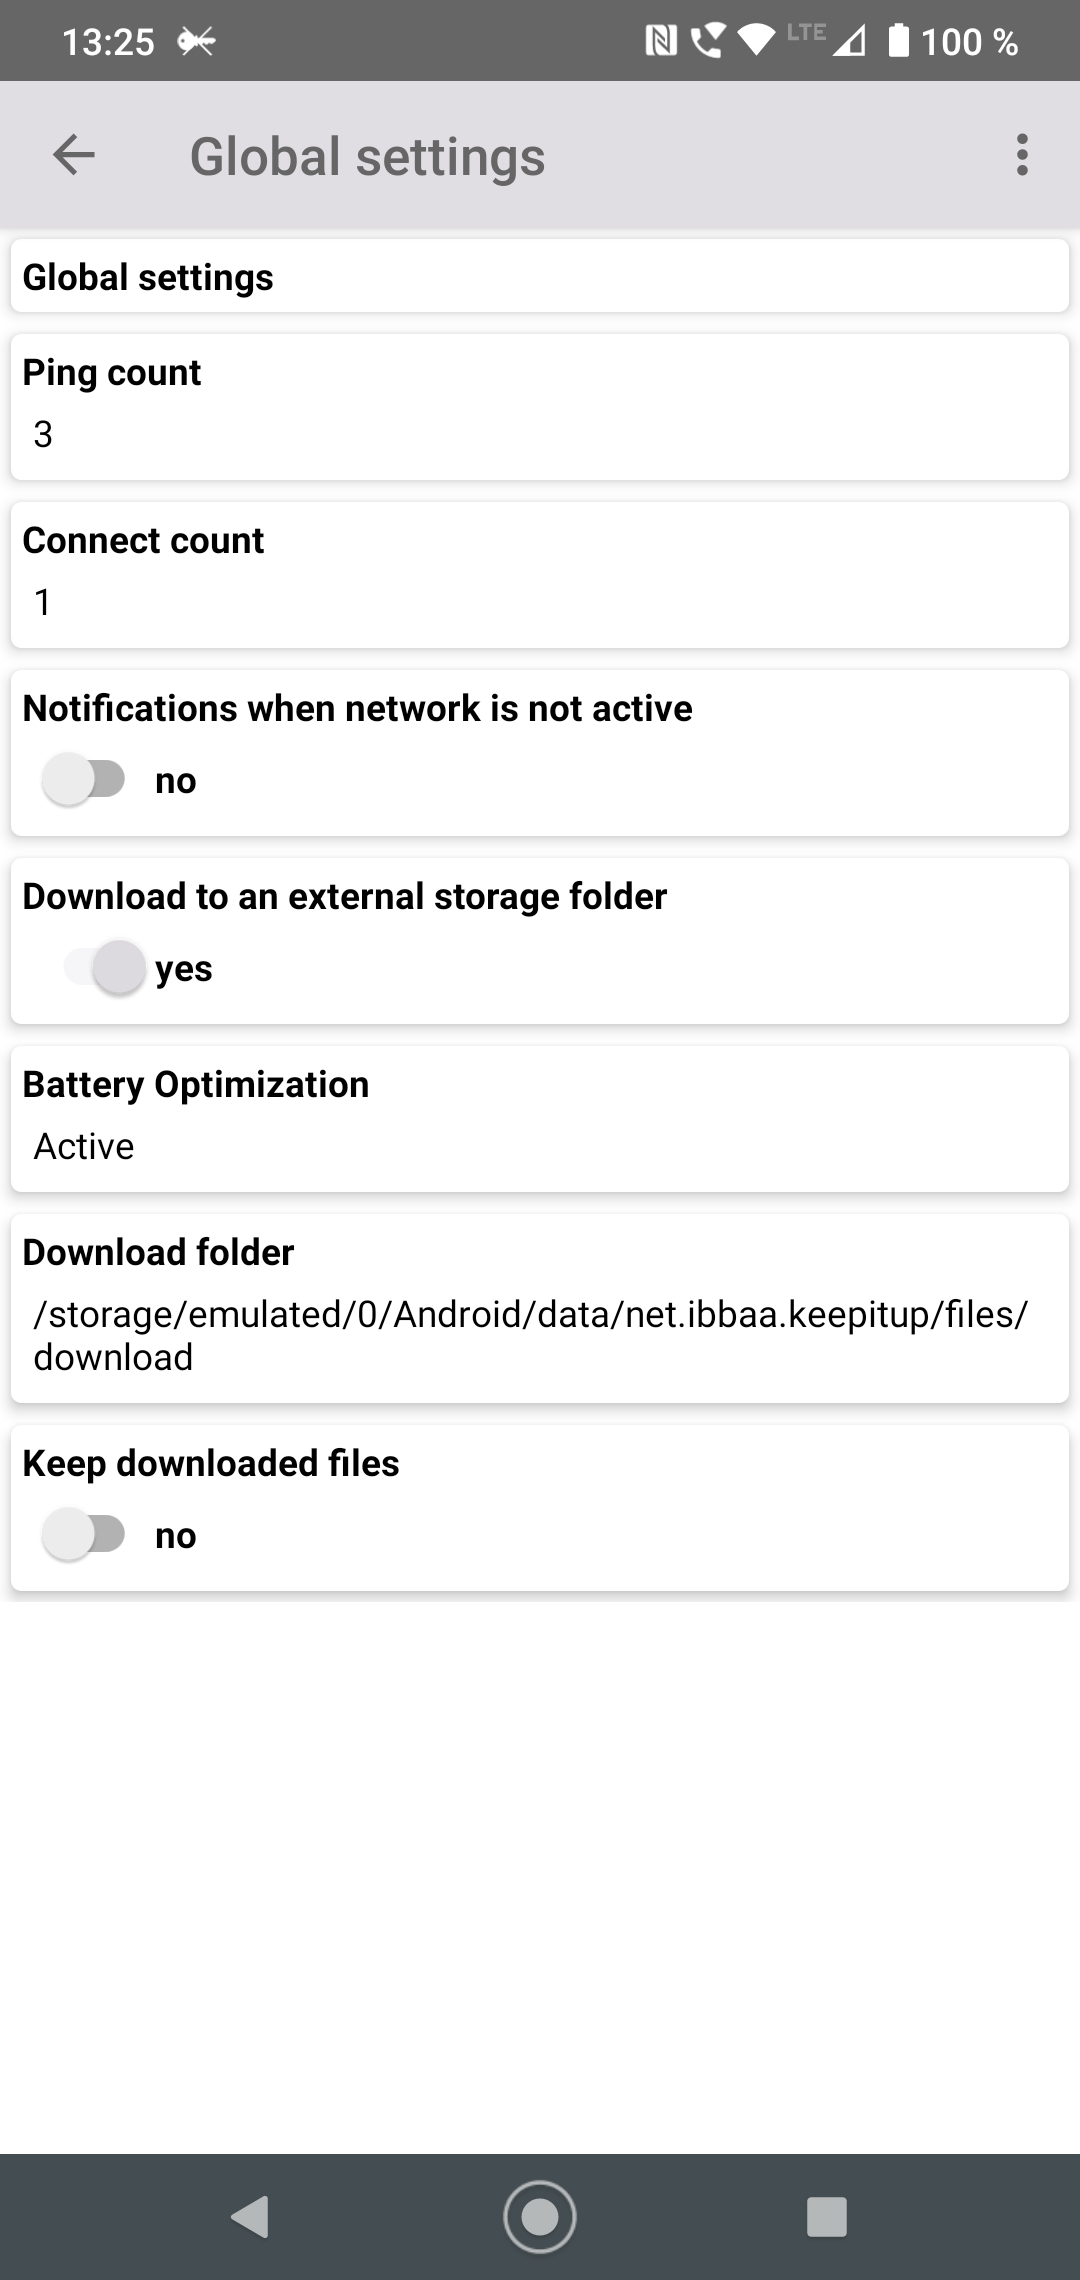 13:25 LTE 100 %
Global settings
Global settings
Ping count
3
Connect count
1
Notifications when network is not active
no
Download to an external storage folder
yes
Battery Optimization
Active
Download folder
/storage/emulated/0/Android/data/net.ibbaa.keepitup/files/
download
Keep downloaded files
no